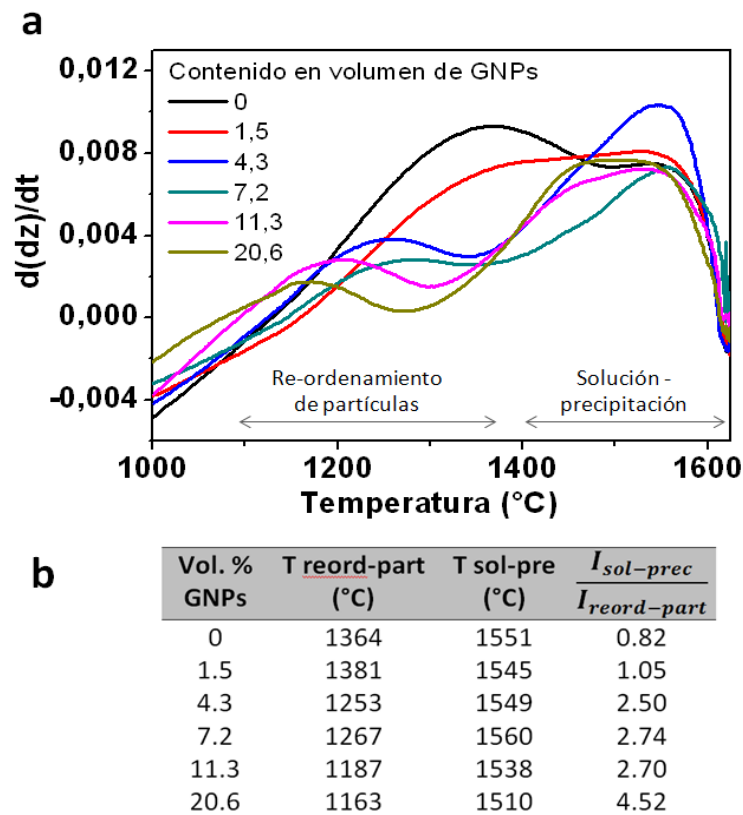 a
0,012
0,008
0,004
0,000
-0,004
d(dz)/dt
Contenido en volumen de GNPs
0
1,5
4,3
7,2
11,3
20,6
Re-ordenamiento
de partículas
Solución -
precipitación
1000 1200 1400 1600
Temperatura (°C)
b
Vol. % GNPs T reord-part (°C) T sol-pre (°C) I sol-prec / I reord-part
0 1364 1551 0.82
1.5 1381 1545 1.05
4.3 1253 1549 2.50
7.2 1267 1560 2.74
11.3 1187 1538 2.70
20.6 1163 1510 4.52